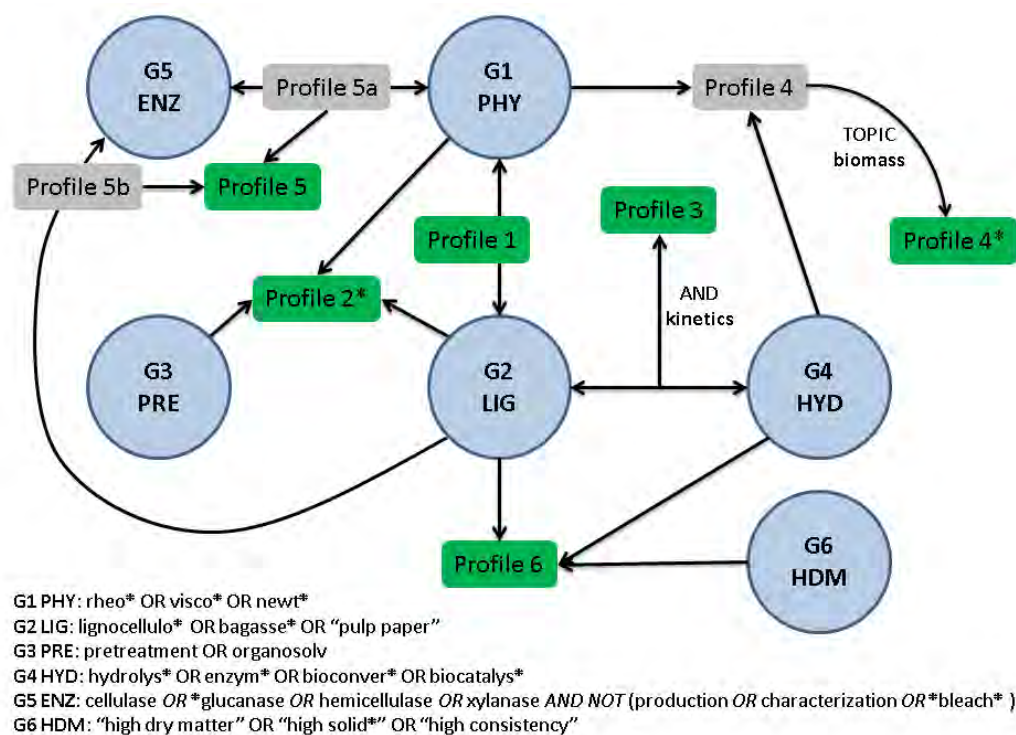 G5
ENZ
Profile 5a
G1
PHY
Profile 4
TOPIC
biomass
Profile 5b
Profile 5
Profile 3
Profile 1
Profile 4*
Profile 2*
AND
kinetics
G3
PRE
G2
LIG
G4
HYD
Profile 6
G6
HDM
G1 PHY: rheo* OR visco* OR newt*
G2 LIG: lignocellulo* OR bagasse* OR “pulp paper”
G3 PRE: pretreatment OR organosolv
G4 HYD: hydrolys* OR enzym* OR bioconver* OR biocatalys*
G5 ENZ: cellulase OR *glucanase OR hemicellulase OR xylanase AND NOT (production OR characterization OR *bleach* )
G6 HDM: “high dry matter” OR “high solid*” OR “high consistency”